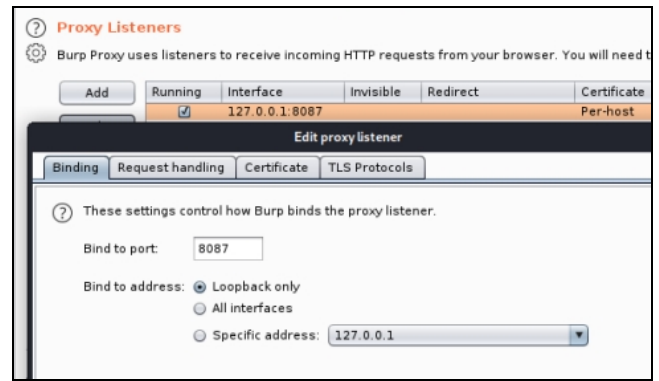 Proxy Listeners
Burp Proxy uses listeners to receive incoming HTTP requests from your browser. You will need t
Add Running Interface Invisible Redirect Certificate
127.0.0.1:8087 Per-host
Edit proxy listener
Binding Request handling Certificate TLS Protocols
These settings control how Burp binds the proxy listener.
Bind to port: 8087
Bind to address: Loopback only
All interfaces
Specific address: 127.0.0.1